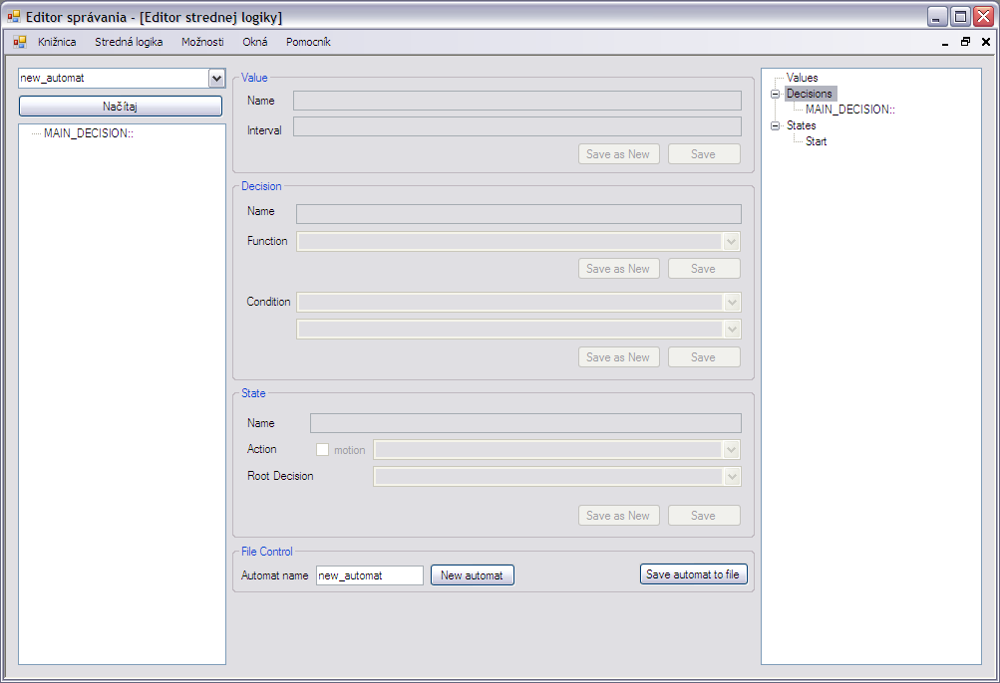 Editor správania - [Editor strednej logiky]
Knižnica Stredná logika Možnosti Okná Pomocník
new_automat
Načítaj
MAIN_DECISION::
Value
Name
Interval
Save as New Save
Decision
Name
Function
Save as New Save
Condition
Save as New Save
State
Name
Action motion
Root Decision
Save as New Save
File Control
Automat name new_automat New automat Save automat to file
Values
Decisions
MAIN_DECISION::
States
Start